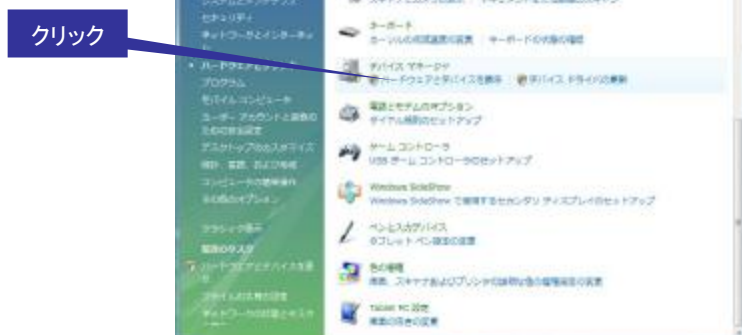 クリック
システムとメンテナンス
セキュリティ
ネットワークとインターネット
ハードウェアとサウンド
プログラム
モバイル コンピュータ
ユーザー アカウントと家族のための安全設定
デスクトップのカスタマイズ
時計、言語、および地域
コンピュータの簡単操作
その他のオプション
クラシック表示
最近のタスク
キーボード
カーソルの点滅速度の変更 キーボードの状態の確認
デバイス マネージャ
ハードウェアとデバイスを表示 デバイス ドライバの更新
電話とモデムのオプション
ダイヤル規則のセットアップ
ゲーム コントローラ
USB ゲーム コントローラのセットアップ
Windows SideShow
Windows SideShow で使用するセカンダリ ディスプレイのセットアップ
ペンと入力デバイス
タブレット ペン設定の変更
色の管理
画面、スキャナおよびプリンタの詳細な色の管理設定の変更
Tablet PC 設定
画面の向きの変更